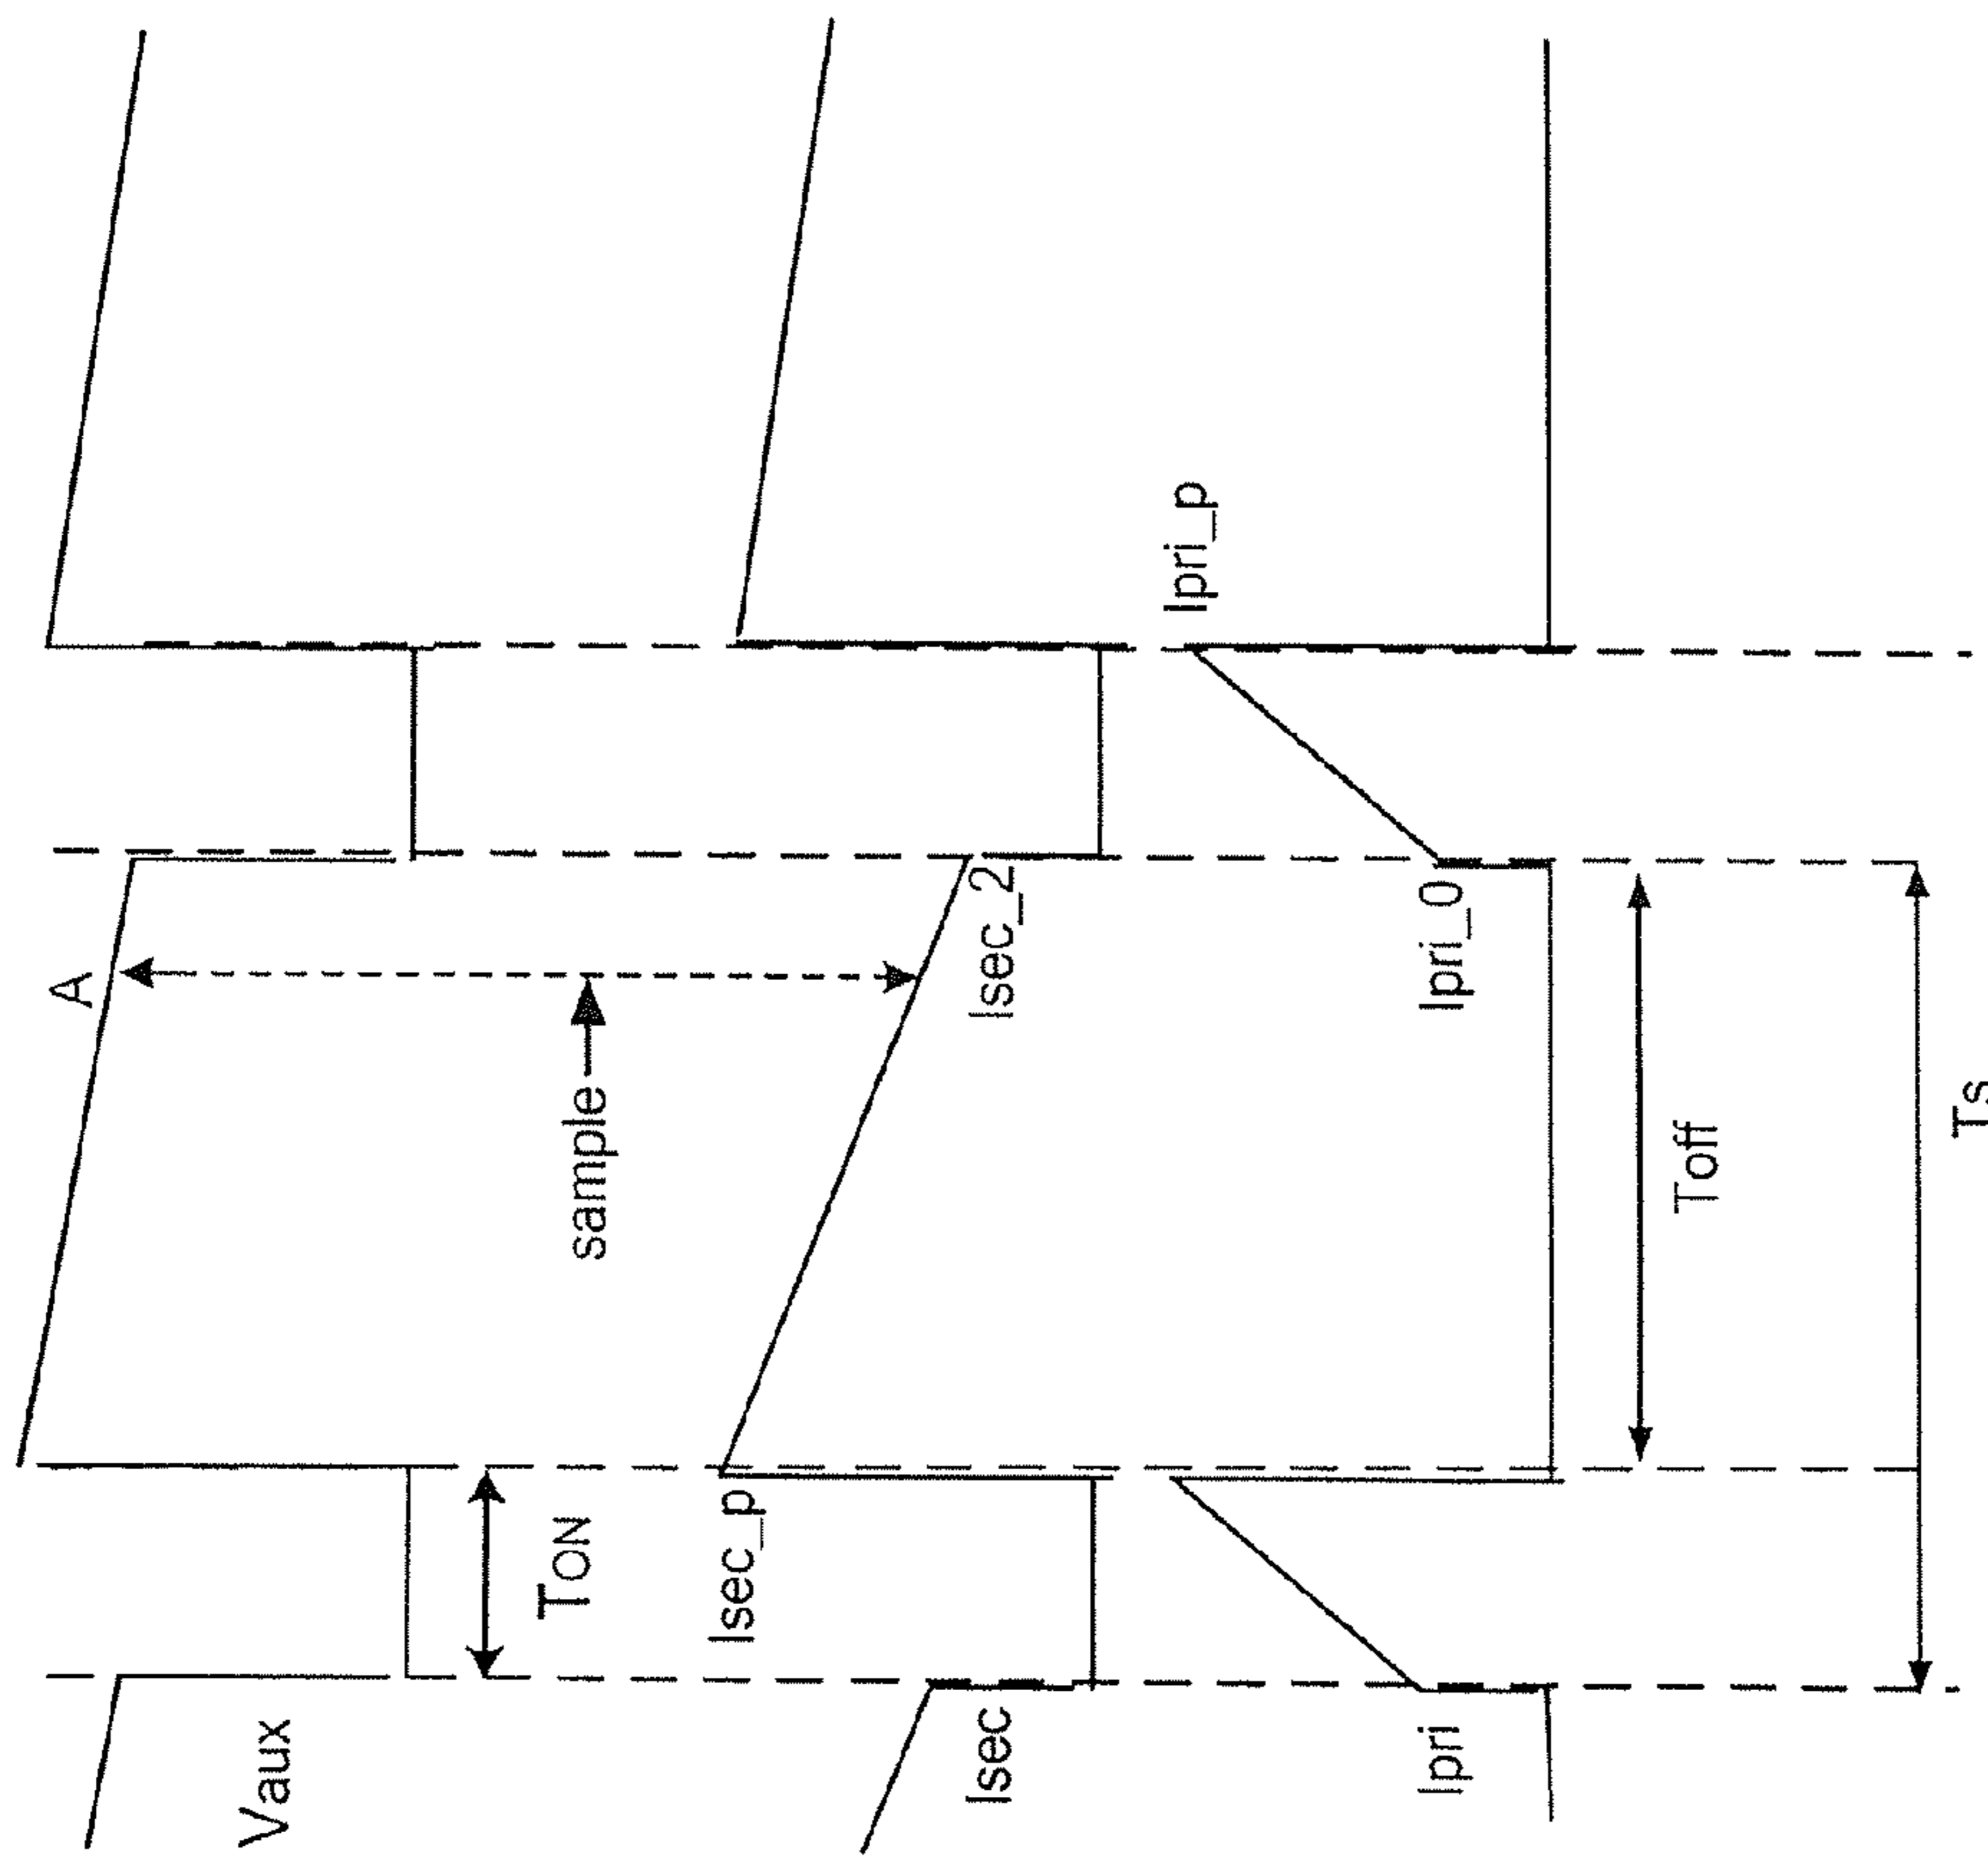 Vaux
A
TON
sample
Isec_p
Isec
Isec_2
Ipri_p
Ipri
Ipri_0
Toff
Ts